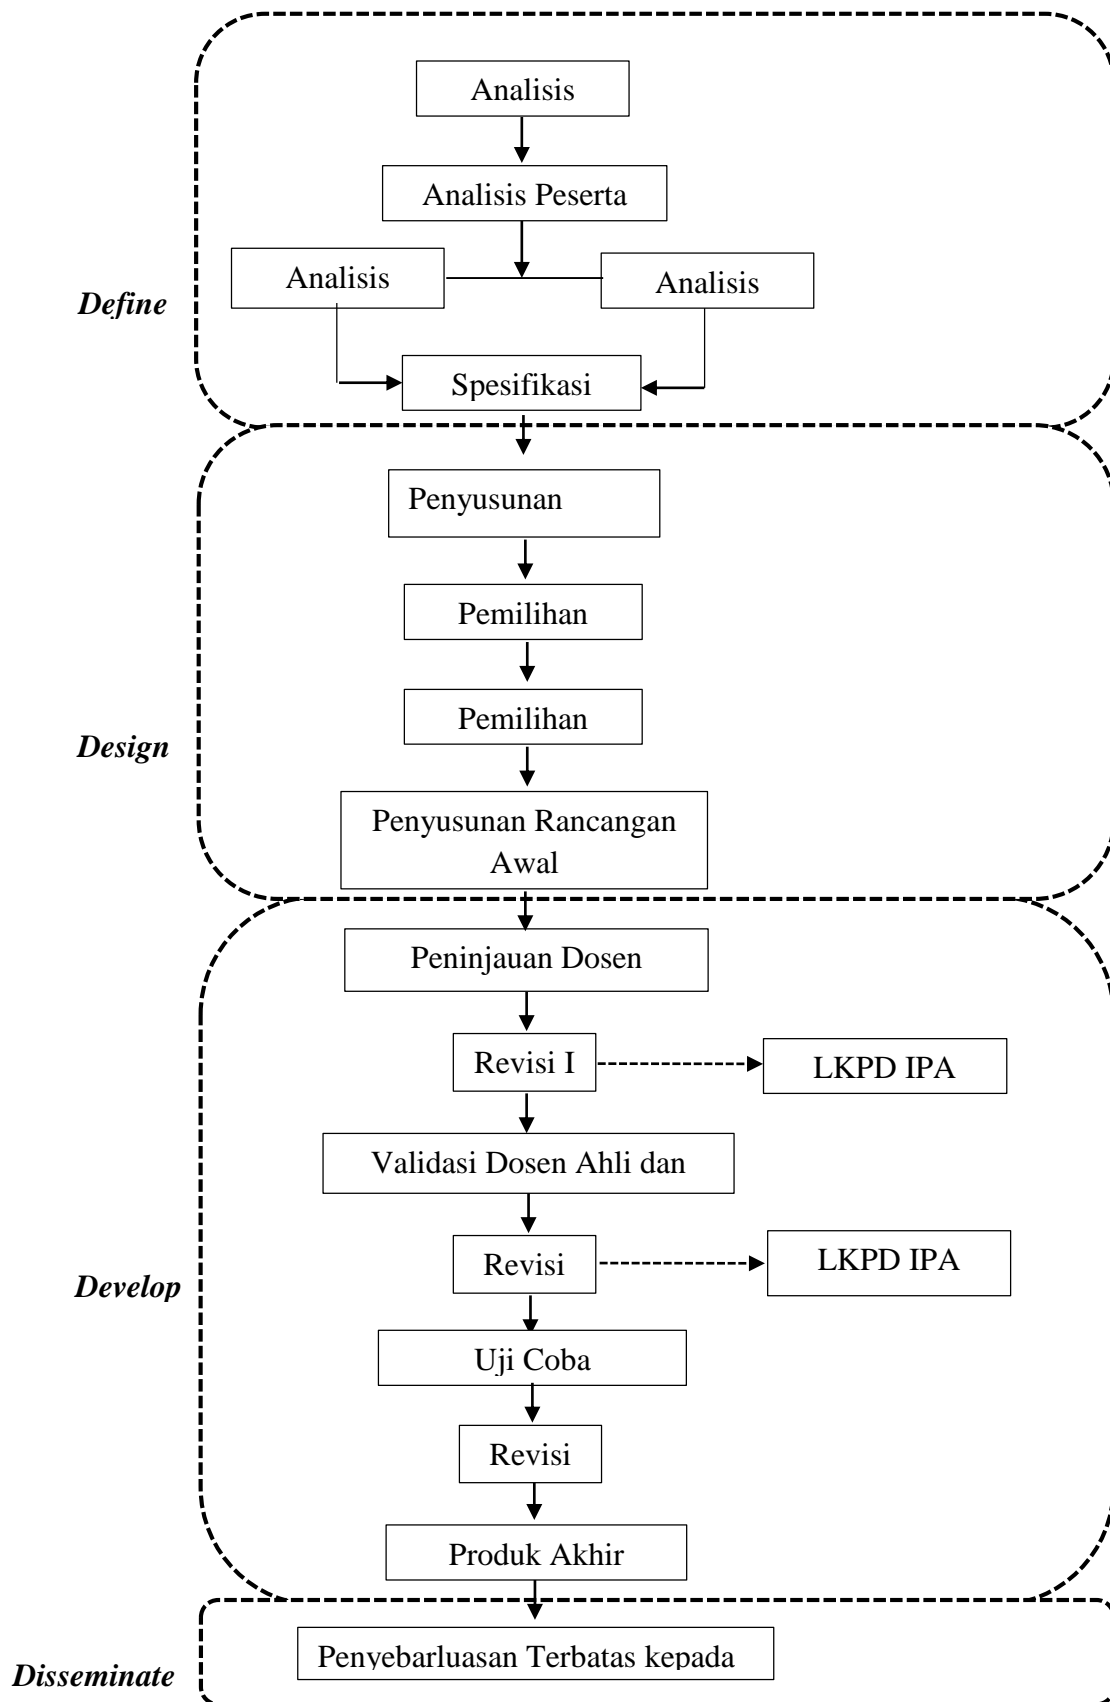 Analisis
Analisis Peserta
Analisis
Analisis
Define
Spesifikasi
Penyusunan
Pemilihan
Pemilihan
Design
Penyusunan Rancangan
Awal
Peninjauan Dosen
Revisi I
LKPD IPA
Validasi Dosen Ahli dan
Revisi
LKPD IPA
Develop
Uji Coba
Revisi
Produk Akhir
Penyebarluasan Terbatas kepada
Disseminate